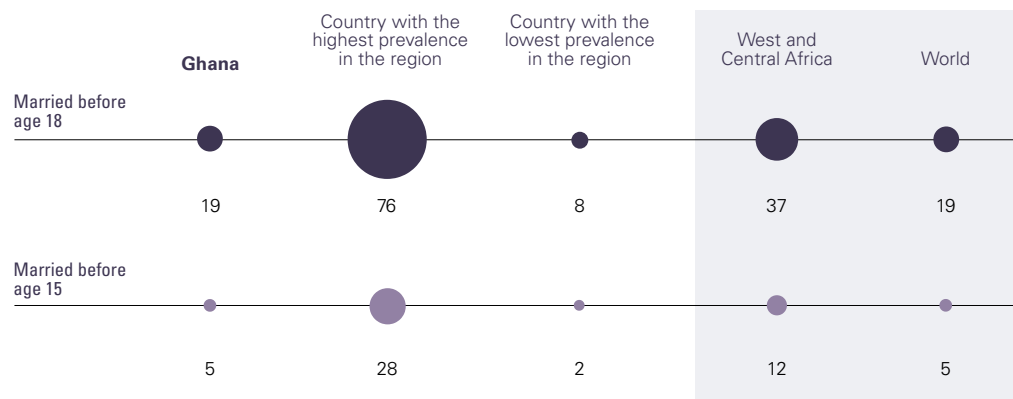 Ghana
Country with the
highest prevalence
in the region
Country with the
lowest prevalence
in the region
West and
Central Africa
World
Married before
age 18
19
76
8
37
19
Married before
age 15
5
28
2
12
5